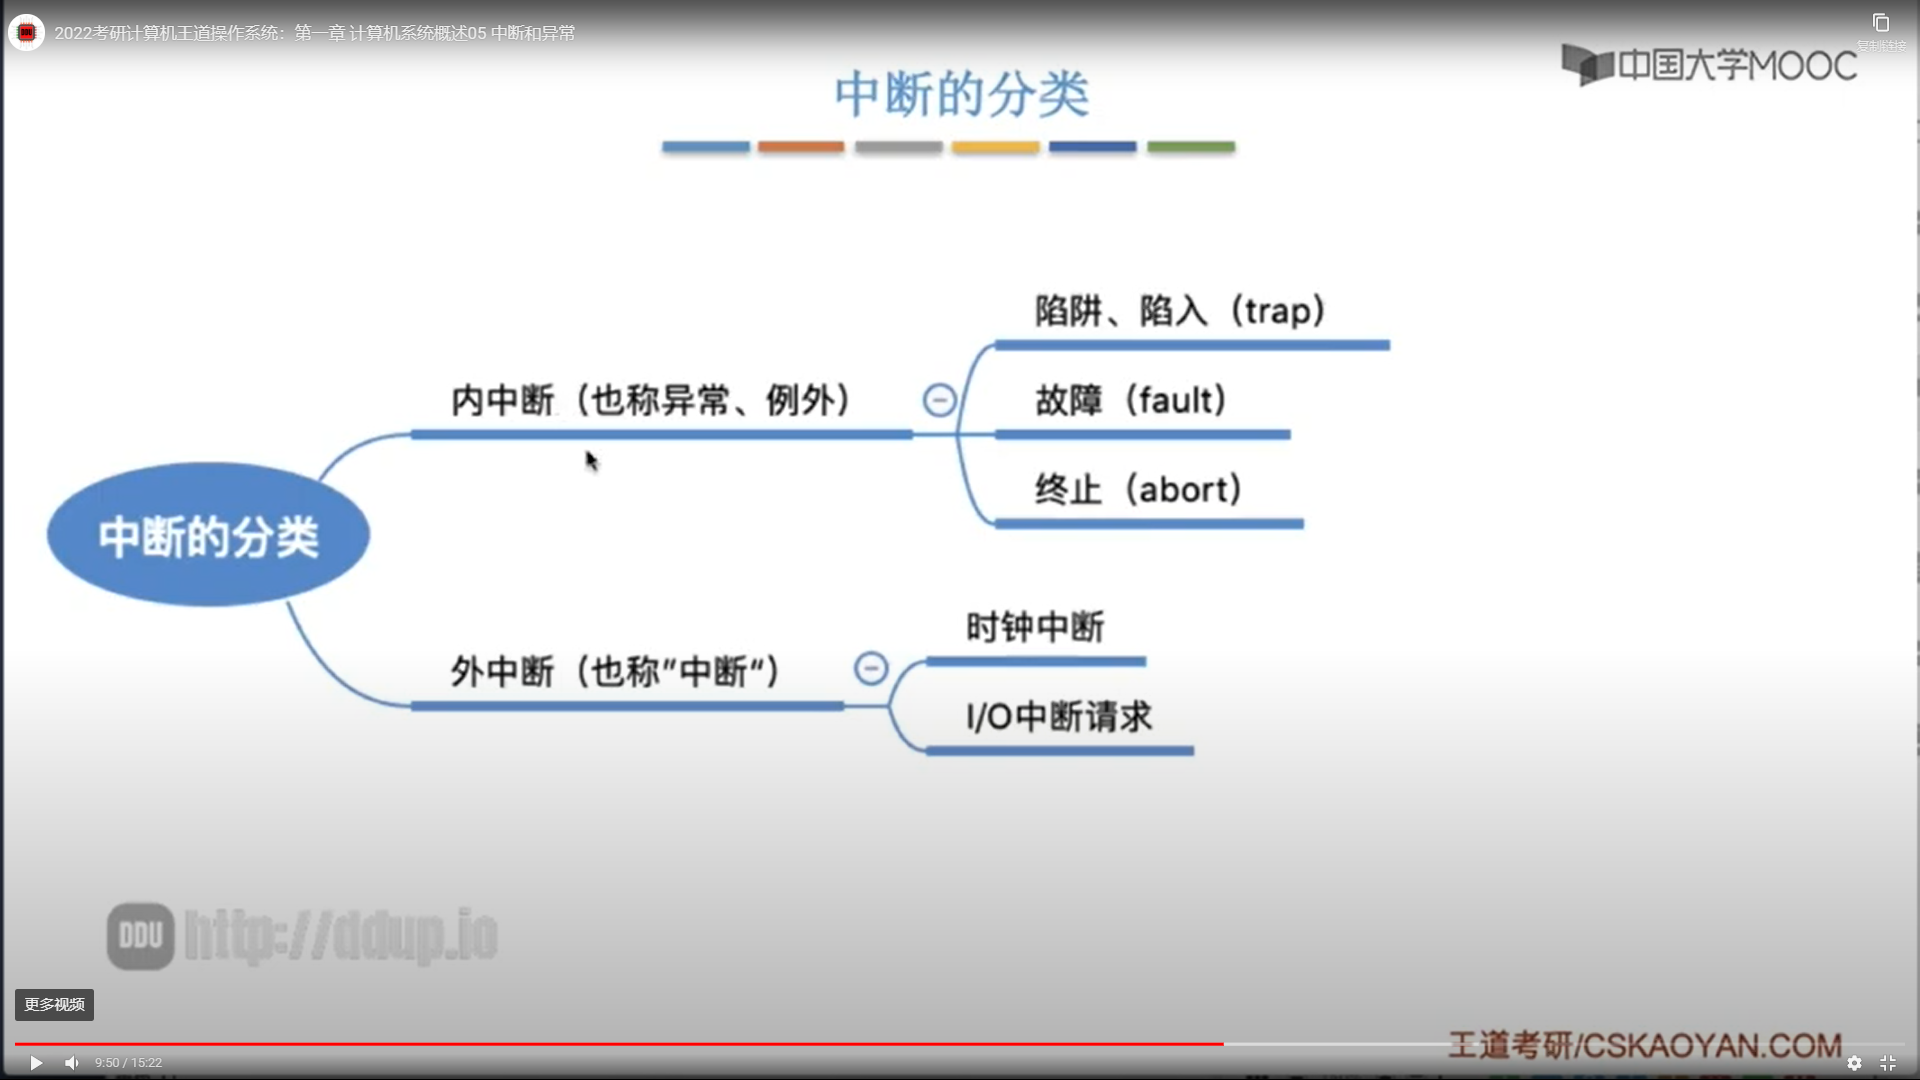 2022考研计算机王道操作系统：第一章 计算机系统概述05 中断和异常
复制链接
中国大学MOOC
中断的分类
陷阱、陷入（trap）
内中断（也称异常、例外）
故障（fault）
终止（abort）
中断的分类
时钟中断
外中断（也称"中断“）
I/O中断请求
DDU http://ddup.io
更多视频
王道考研/CSKAOYAN.COM
9:50 / 15:22